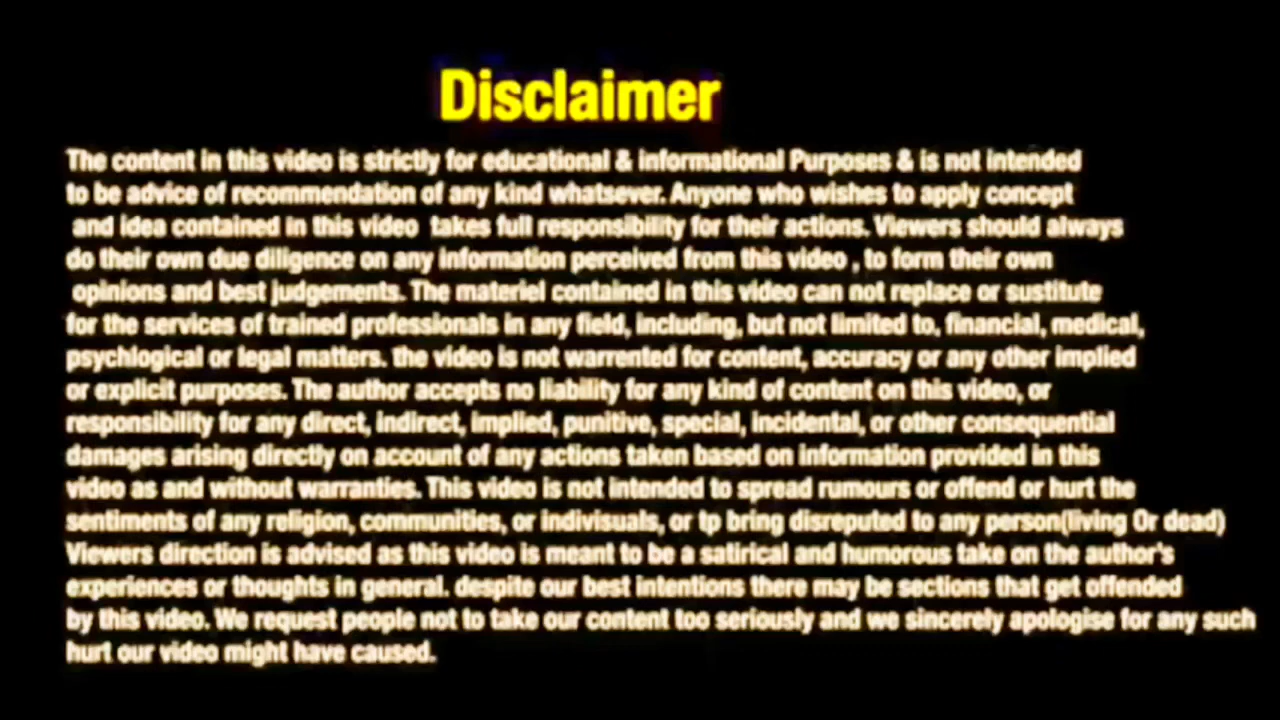 Disclaimer
The content in this video is strictly for educational & informational Purposes & is not intended
to be advice of recommendation of any kind whatsever. Anyone who wishes to apply concept
and idea contained in this video takes full responsibility for their actions. Viewers should always
do their own due diligence on any information perceived from this video , to form their own
opinions and best judgements. The materiel contained in this video can not replace or sustitute
for the services of trained professionals in any field, including, but not limited to, financial, medical,
psychlogical or legal matters. the video is not warrented for content, accuracy or any other implied
or explicit purposes. The author accepts no liability for any kind of content on this video, or
responsibility for any direct, indirect, implied, punitive, special, incidental, or other consequential
damages arising directly on account of any actions taken based on information provided in this
video as and without warranties. This video is not intended to spread rumours or offend or hurt the
sentiments of any religion, communities, or indivisuals, or tp bring disreputed to any person(living Or dead)
Viewers direction is advised as this video is meant to be a satirical and humorous take on the author's
experiences or thoughts in general. despite our best intentions there may be sections that get offended
by this video. We request people not to take our content too seriously and we sincerely apologise for any such
hurt our video might have caused.